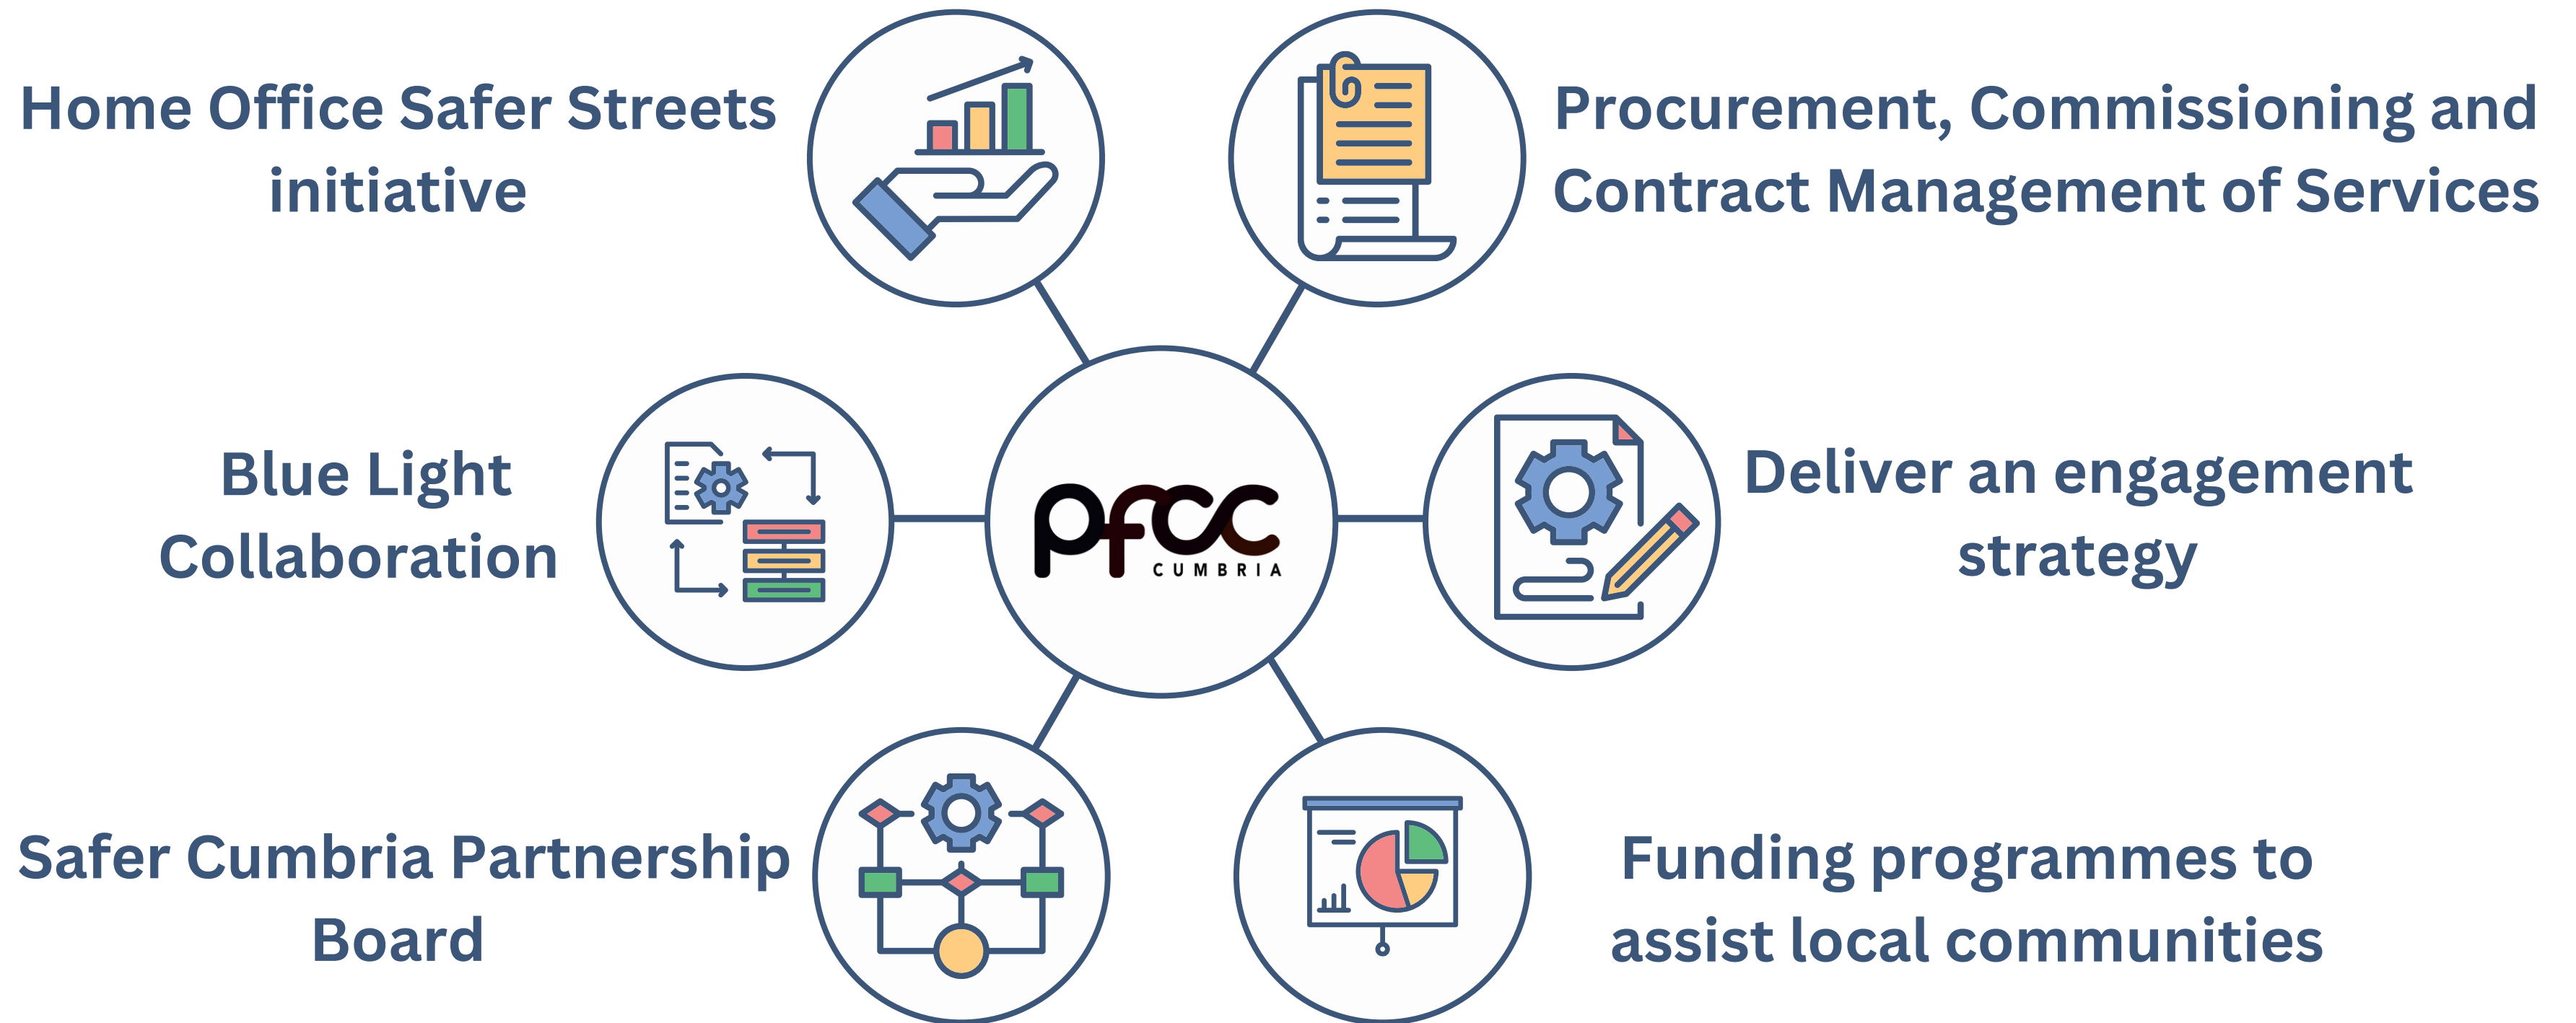 Home Office Safer Streets
initiative
Procurement, Commissioning and
Contract Management of Services
Blue Light
Collaboration
pfcc
CUMBRIA
Deliver an engagement
strategy
Safer Cumbria Partnership
Board
Funding programmes to
assist local communities